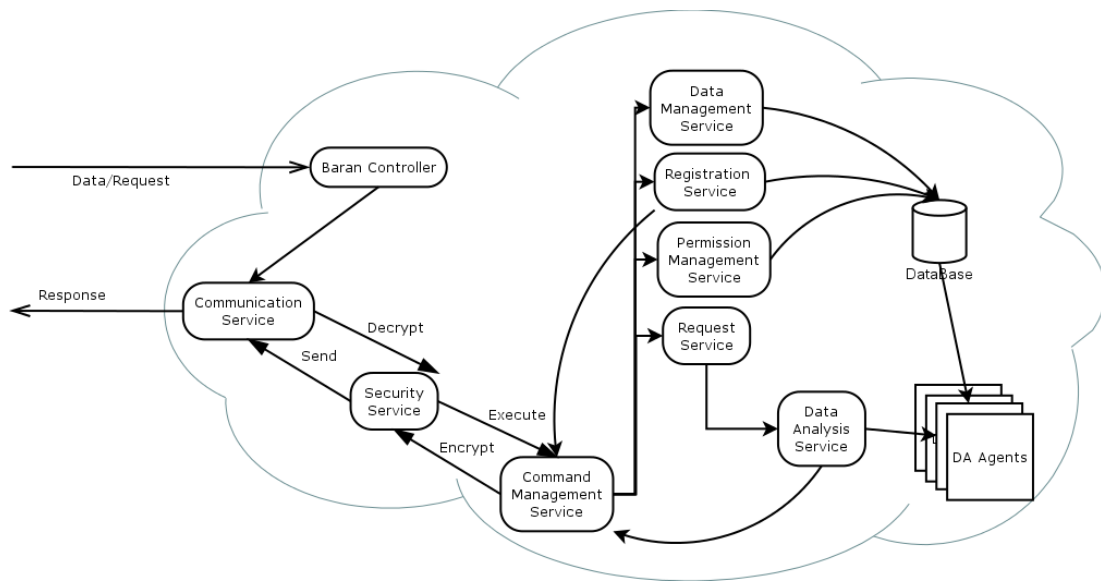 Data/Request
Baran Controller
Response
Communication
Service
Decrypt
Send
Security
Service
Execute
Encrypt
Command
Management
Service
Data
Management
Service
Registration
Service
Permission
Management
Service
Request
Service
DataBase
Data
Analysis
Service
DA Agents